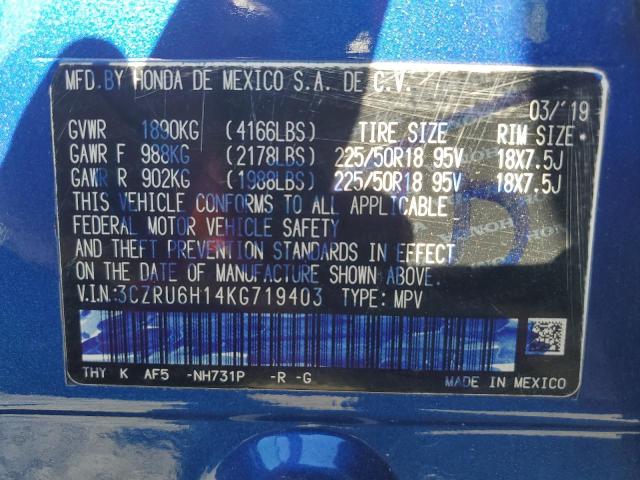 MFD.BY HONDA DE MEXICO S.A. DE C.V.
03/'19
GVWR 1890KG (4166LBS) TIRE SIZE RIM SIZE
GAWR F 988KG (2178LBS) 225/50R18 95V 18X7.5J
GAWR R 902KG (1988LBS) 225/50R18 95V 18X7.5J
THIS VEHICLE CONFORMS TO ALL APPLICABLE
FEDERAL MOTOR VEHICLE SAFETY
AND THEFT PREVENTION STANDARDS IN EFFECT
ON THE DATE OF MANUFACTURE SHOWN ABOVE.
V.I.N:3CZRU6H14KG719403 TYPE: MPV
THY K AF5 -NH731P -R -G MADE IN MEXICO
HONDA